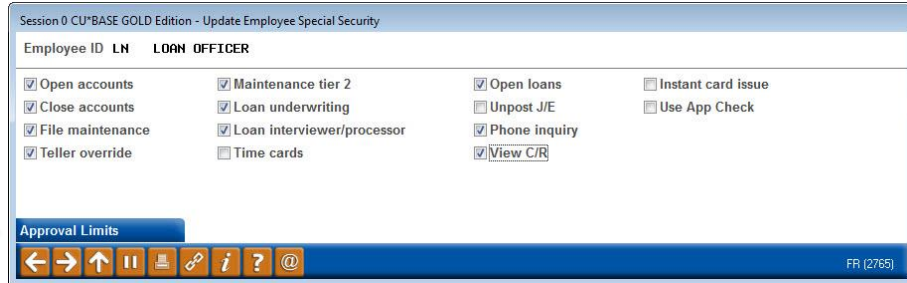 Session 0 CU*BASE GOLD Edition - Update Employee Special Security
Employee ID LN LOAN OFFICER
Open accounts Maintenance tier 2 Open loans Instant card issue
Close accounts Loan underwriting Unpost J/E Use App Check
File maintenance Loan interviewer/processor Phone inquiry
Teller override Time cards View C/R
Approval Limits
i ? @ FR (2765)